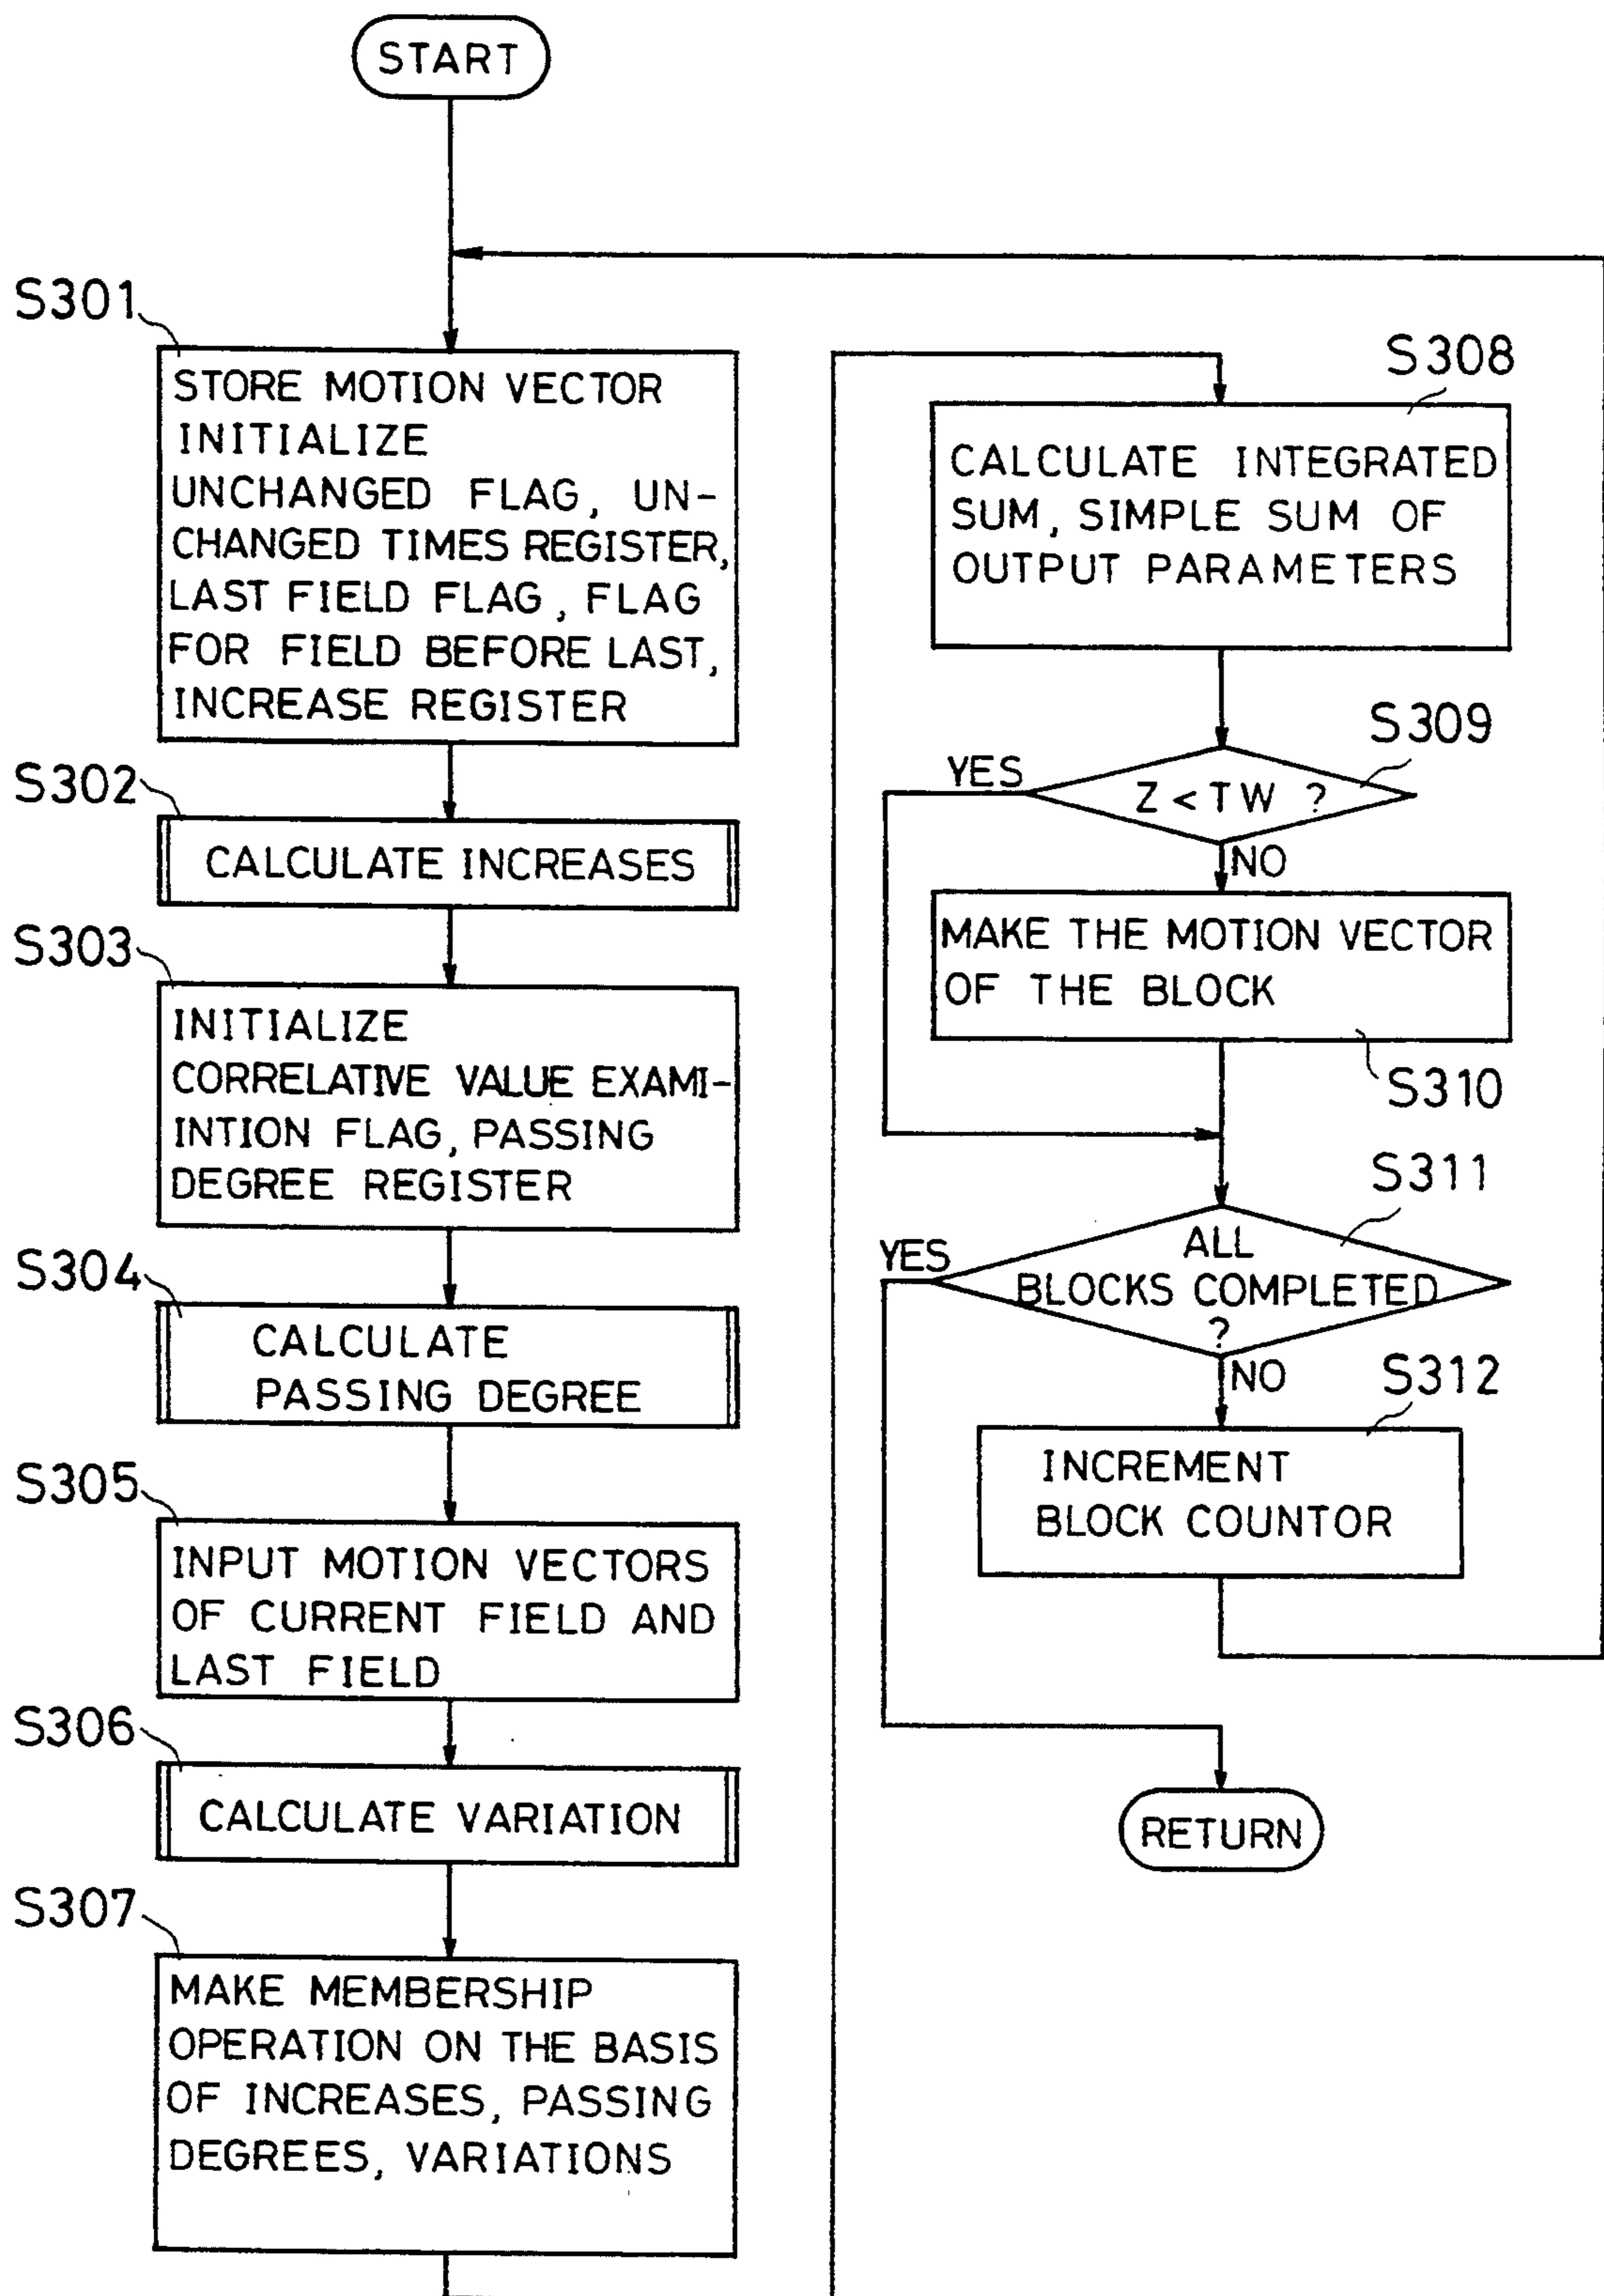 START
S301
STORE MOTION VECTOR
INITIALIZE
UNCHANGED FLAG, UN-
CHANGED TIMES REGISTER,
LAST FIELD FLAG, FLAG
FOR FIELD BEFORE LAST,
INCREASE REGISTER
S302
CALCULATE INCREASES
S303
INITIALIZE
CORRELATIVE VALUE EXAMI-
INTION FLAG, PASSING
DEGREE REGISTER
S304
CALCULATE
PASSING DEGREE
S305
INPUT MOTION VECTORS
OF CURRENT FIELD AND
LAST FIELD
S306
CALCULATE VARIATION
S307
MAKE MEMBERSHIP
OPERATION ON THE BASIS
OF INCREASES, PASSING
DEGREES, VARIATIONS
S308
CALCULATE INTEGRATED
SUM, SIMPLE SUM OF
OUTPUT PARAMETERS
S309
YES
Z < TW ?
NO
MAKE THE MOTION VECTOR
OF THE BLOCK
S310
S311
YES
ALL
BLOCKS COMPLETED
?
NO
S312
INCREMENT
BLOCK COUNTOR
RETURN